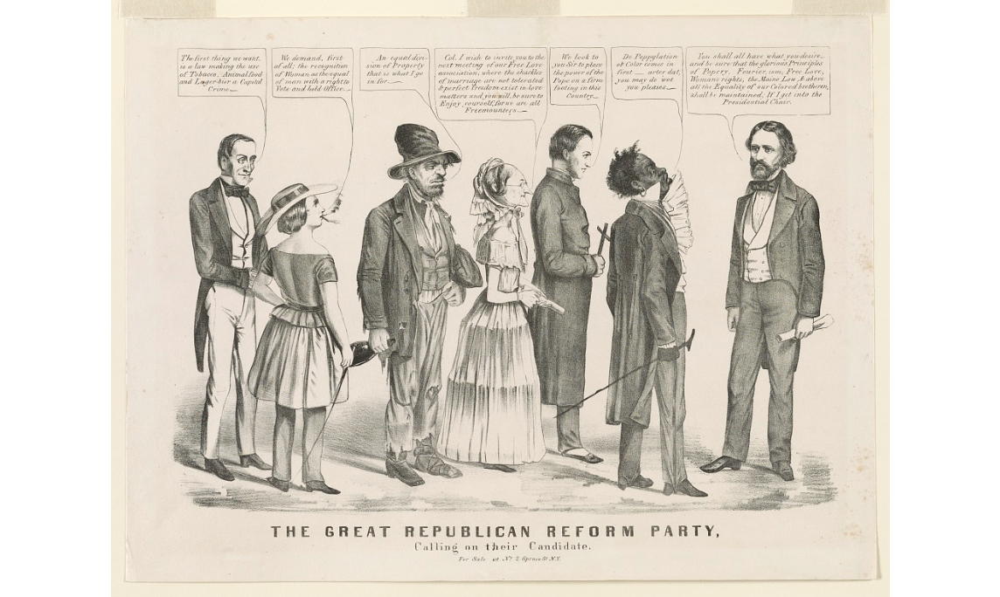 The first thing we want,
is a law making the use
of Tobacco, Animal food
and Lager-bier a Capital
Crime—
We demand, first
of all; the recognition
of Woman as the equal
of man with a right to
Vote and hold Office—
An equal divi-
sion of Property
that is what I go
in for—
Col. I wish to invite you to the
next meeting of our Free Love
association, where the shackles
of marriage are not tolerated
& perfect freedom exist in love
matters and you will be sure to
Enjoy yourself, for we are all
Freemounters—
We look to
you Sir to place
the power of the
Pope on a firm
footing in this
Country—
De Poppylation
ob Color comes in
first — arter dat,
you may do wot
you pleases—
You shall all have what you desire
and be sure that the glorious Principles
of Popery, Fourierism, Free Love,
Womans rights, the Maine Law, & above
all the Equality of our Colored brethren,
shall be maintained, If I get into the
Presidential Chair.
THE GREAT REPUBLICAN REFORM PARTY,
Calling on their Candidate.
For Sale at No. 2 Spruce St. N.Y.